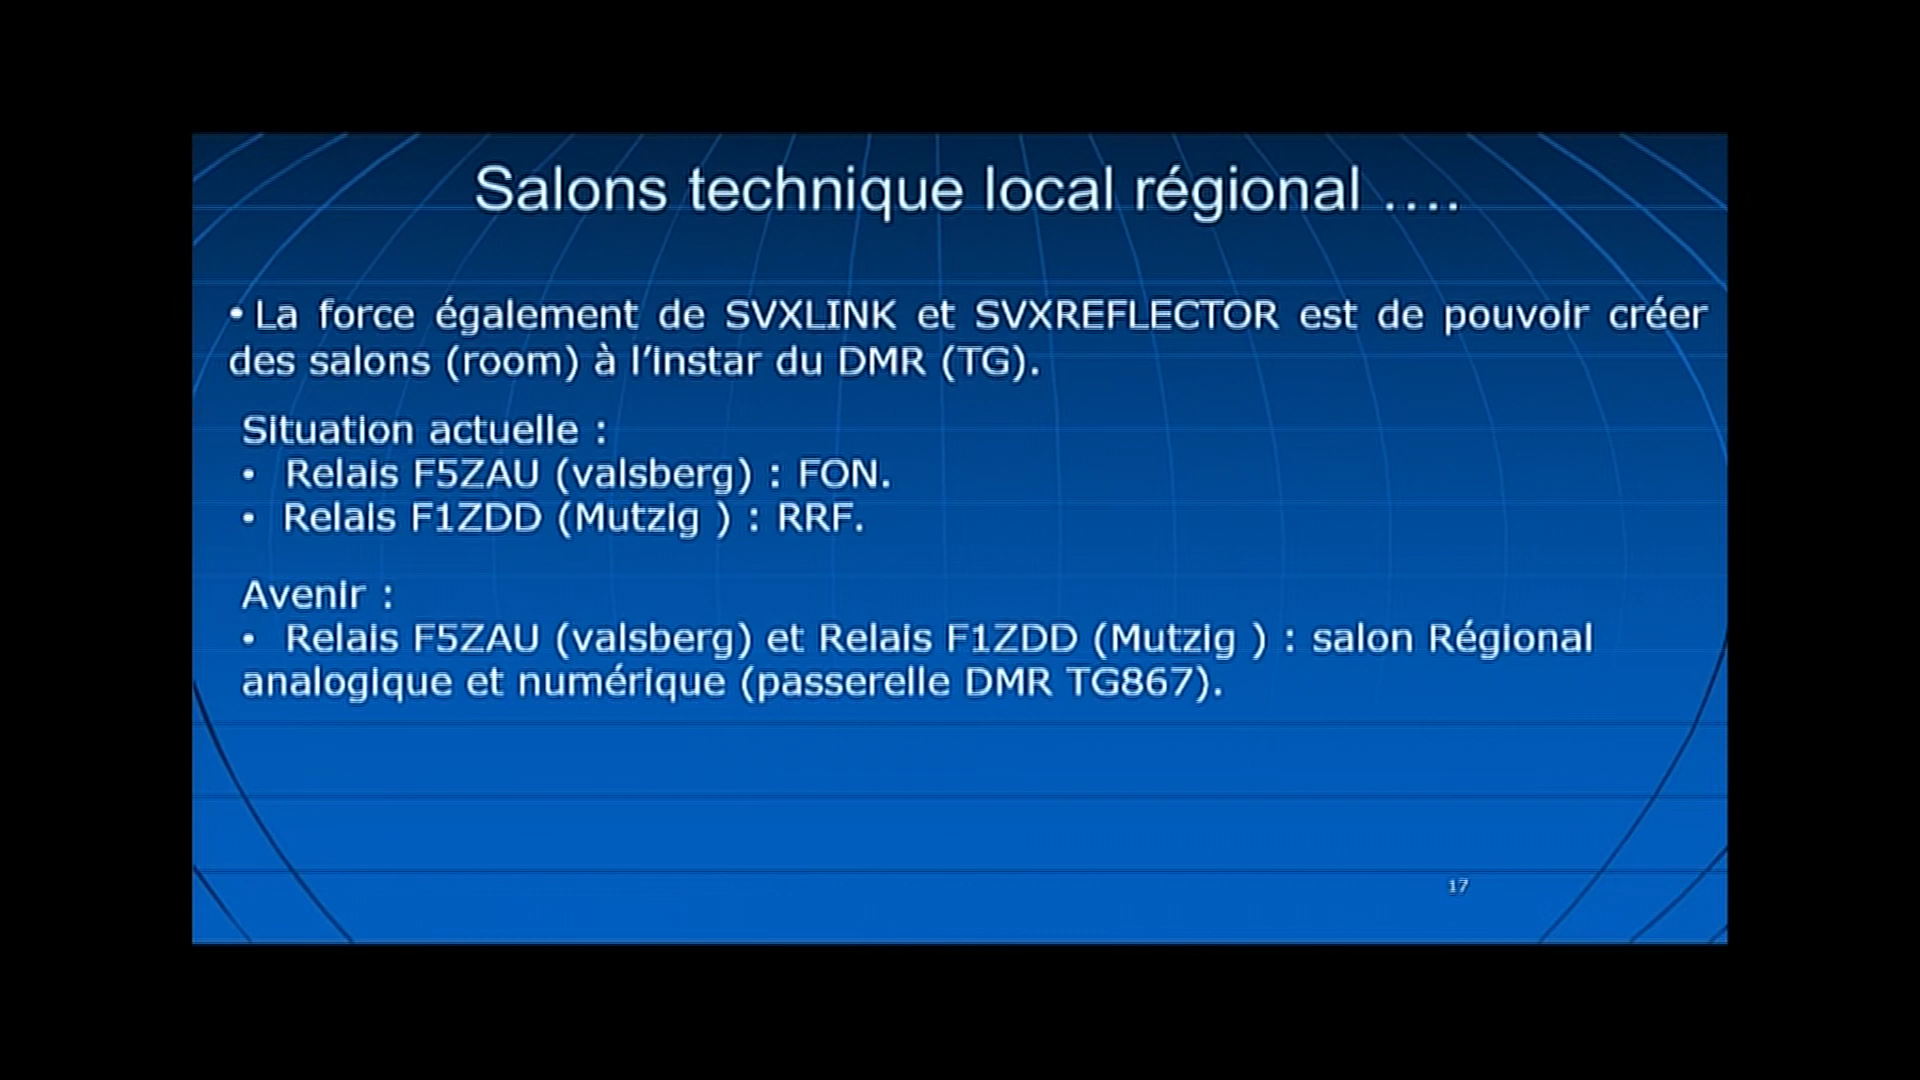 Salons technique local régional ....
• La force également de SVXLINK et SVXREFLECTOR est de pouvoir créer
des salons (room) à l’instar du DMR (TG).
Situation actuelle :
• Relais F5ZAU (valsberg) : FON.
• Relais F1ZDD (Mutzig ) : RRF.
Avenir :
• Relais F5ZAU (valsberg) et Relais F1ZDD (Mutzig ) : salon Régional
analogique et numérique (passerelle DMR TG867).
17